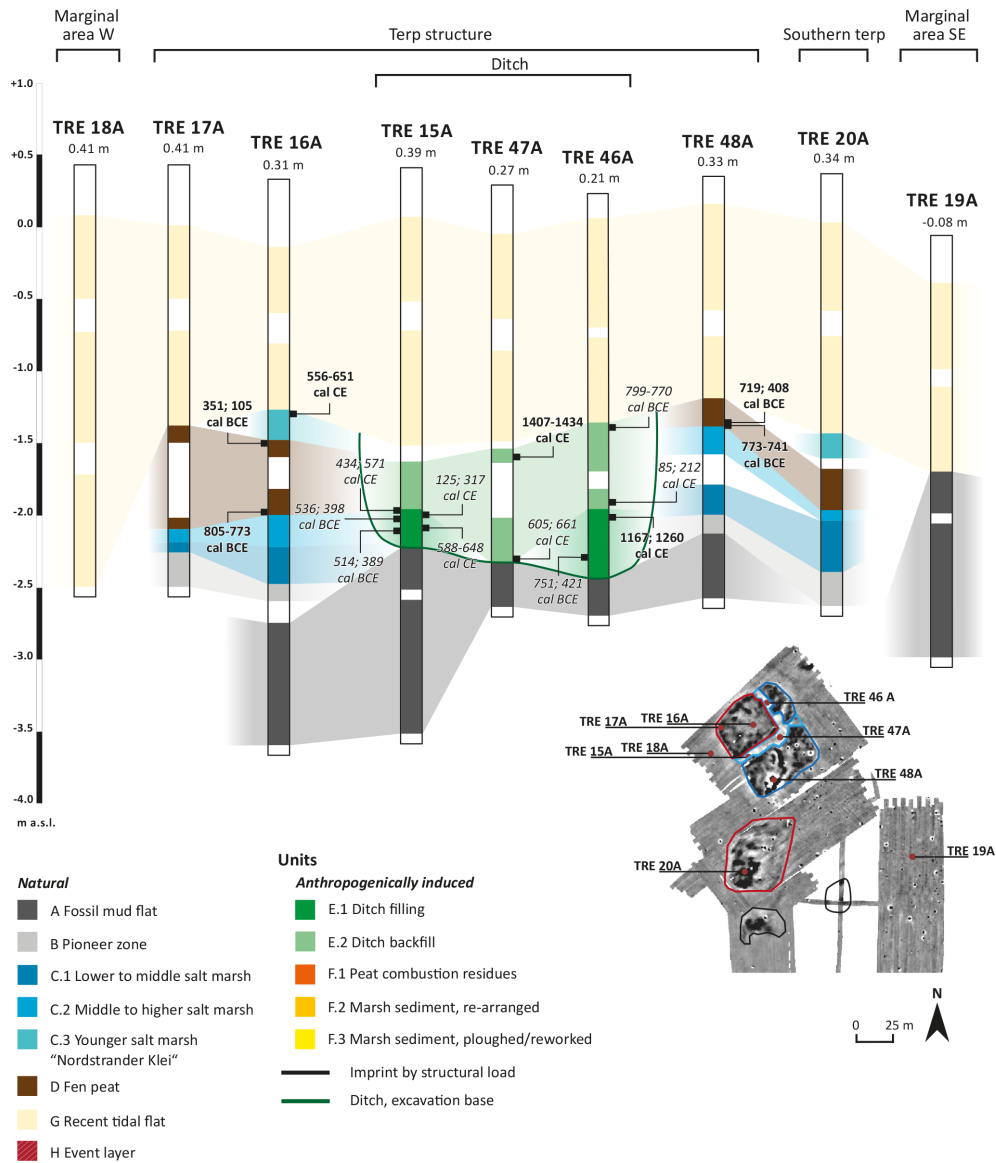 Marginal
area W
Terp structure
Southern terp
Marginal
area SE
Ditch
+1.0
+0.5
0.0
-0.5
-1.0
-1.5
-2.0
-2.5
-3.0
-3.5
-4.0
m a.s.l.
TRE 18A
0.41 m
TRE 17A
0.41 m
TRE 16A
0.31 m
TRE 15A
0.39 m
TRE 47A
0.27 m
TRE 46A
0.21 m
TRE 48A
0.33 m
TRE 20A
0.34 m
TRE 19A
-0.08 m
556-651
cal CE
351; 105
cal BCE
805-773
cal BCE
434; 571
cal CE
536; 398
cal BCE
514; 389
cal BCE
125; 317
cal CE
588-648
cal CE
1407-1434
cal CE
605; 661
cal CE
751; 421
cal BCE
799-770
cal BCE
85; 212
cal CE
1167; 1260
cal CE
719; 408
cal BCE
773-741
cal BCE
TRE 46 A
TRE 17A
TRE 16A
TRE 47A
TRE 15A
TRE 18A
TRE 48A
TRE 19A
TRE 20A
N
0 25 m
Units
Natural
A Fossil mud flat
B Pioneer zone
C.1 Lower to middle salt marsh
C.2 Middle to higher salt marsh
C.3 Younger salt marsh
“Nordstrander Klei“
D Fen peat
G Recent tidal flat
H Event layer
Anthropogenically induced
E.1 Ditch filling
E.2 Ditch backfill
F.1 Peat combustion residues
F.2 Marsh sediment, re-arranged
F.3 Marsh sediment, ploughed/reworked
Imprint by structural load
Ditch, excavation base